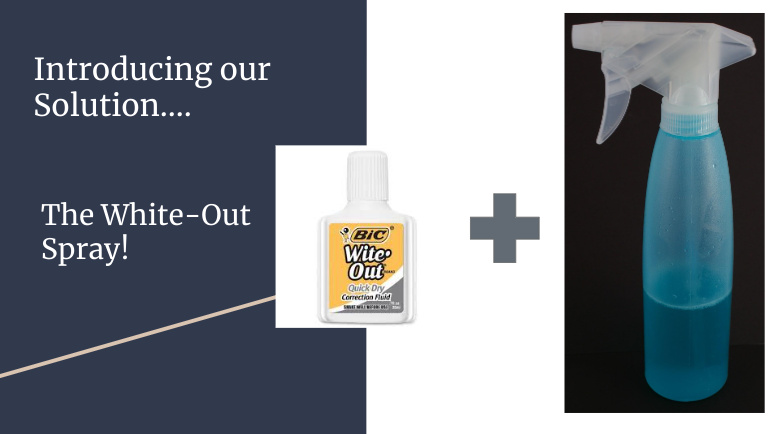 Introducing our
Solution....
The White-Out
Spray!
BIC
Wite·
Out
Quick Dry
Correction Fluid